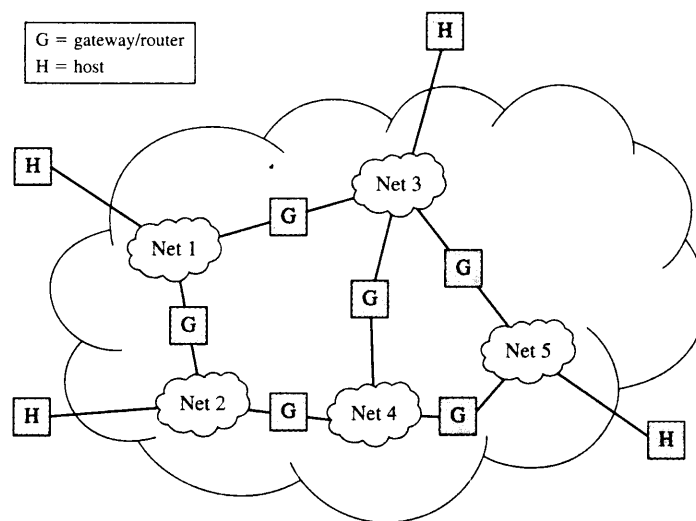 G = gateway/router
H = host
H
H
Net 3
G
Net 1
G
G
G
Net 5
Net 2
H
G
Net 4
G
H